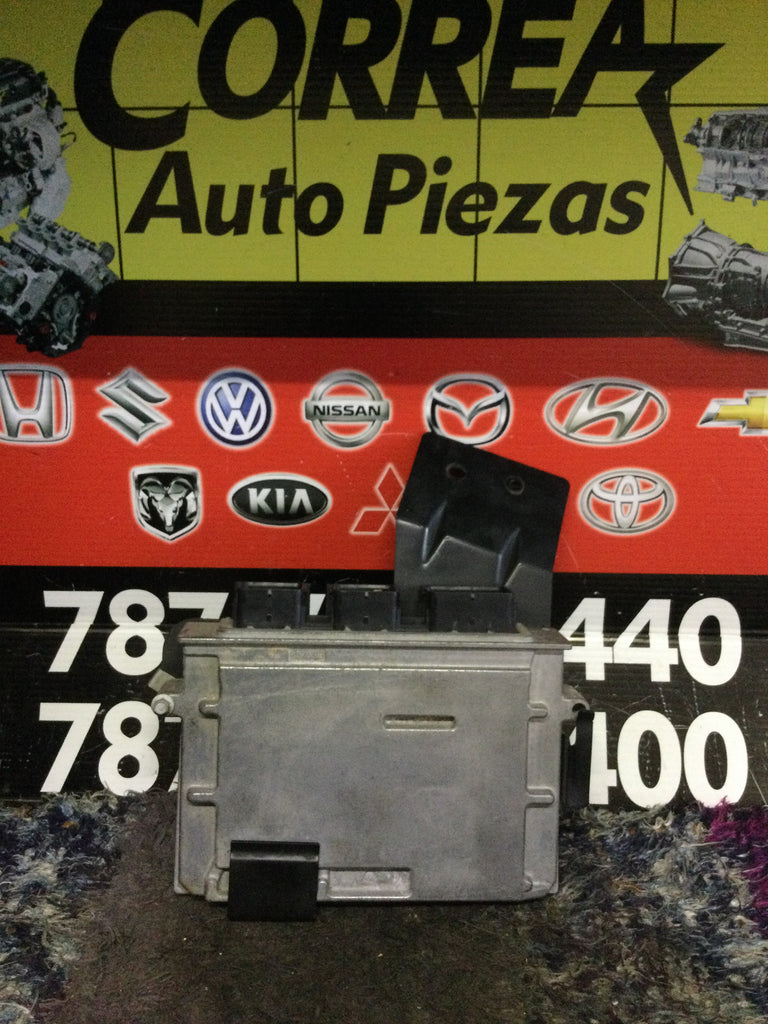 CORREA
Auto Piezas
NISSAN
KIA
787 440
787 400